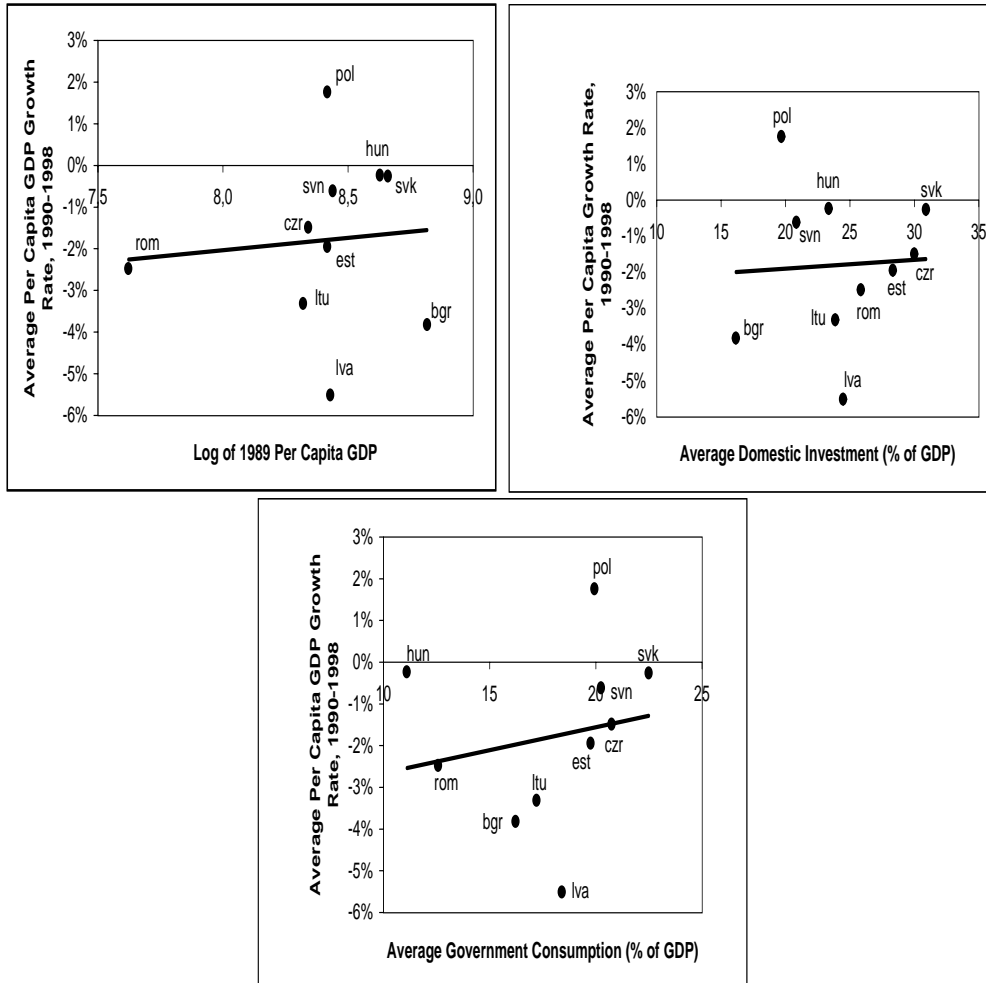 Average Per Capita GDP Growth
Rate, 1990-1998
3%
2%
1%
0%
-1%
-2%
-3%
-4%
-5%
-6%
7,5
8,0
8,5
9,0
pol
hun
svn
svk
czr
rom
est
ltu
bgr
lva
Log of 1989 Per Capita GDP
Average Per Capita Growth Rate,
1990-1998
3%
2%
1%
0%
-1%
-2%
-3%
-4%
-5%
-6%
10
15
20
25
30
35
pol
hun
svk
svn
czr
est
rom
ltu
bgr
lva
Average Domestic Investment (% of GDP)
Average Per Capita GDP Growth
Rate, 1990-1998
3%
2%
1%
0%
-1%
-2%
-3%
-4%
-5%
-6%
10
15
20
25
pol
hun
svk
svn
czr
est
rom
ltu
bgr
lva
Average Government Consumption (% of GDP)